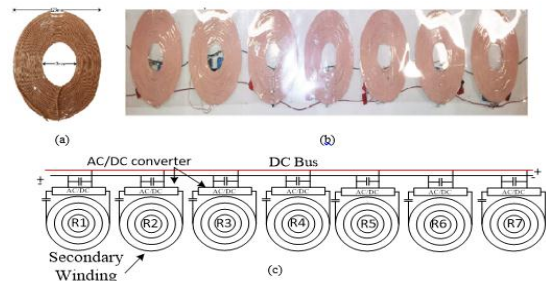 (a)
(b)
AC/DC converter
DC Bus
+
+
-
AC/DC
AC/DC
AC/DC
AC/DC
AC/DC
AC/DC
AC/DC
R1
R2
R3
R4
R5
R6
R7
Secondary
Winding
(c)